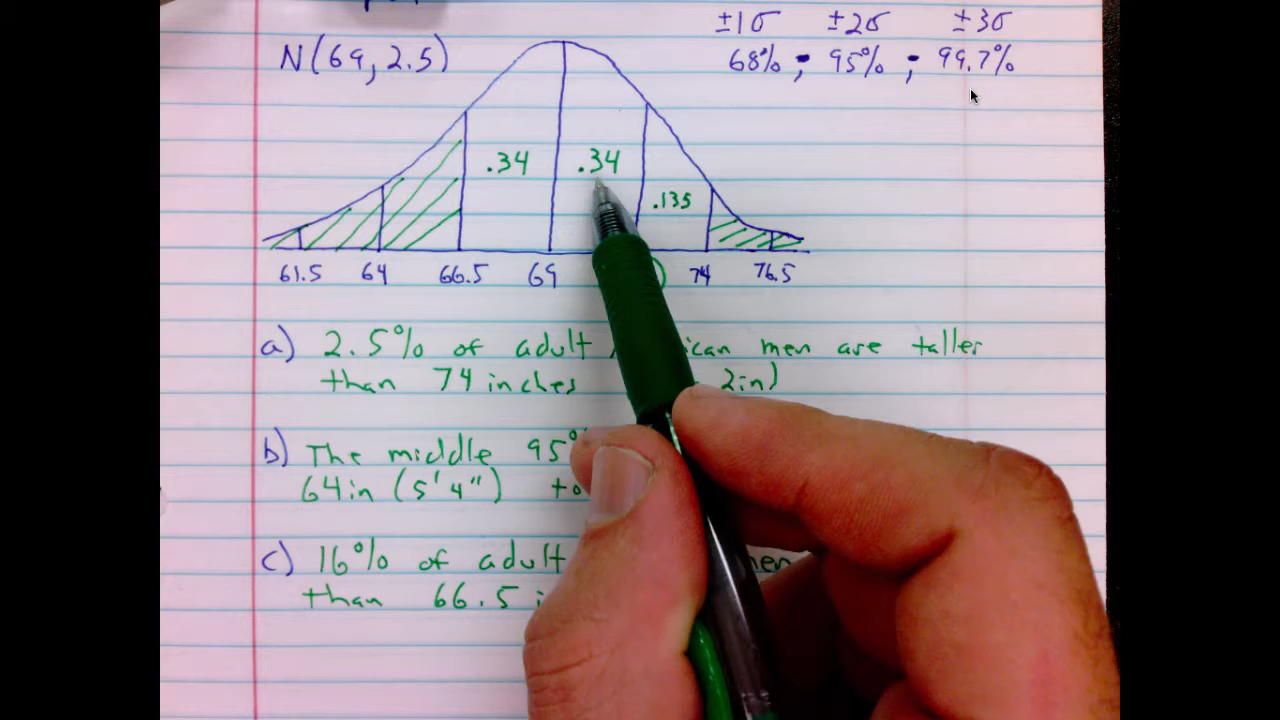 ±1σ ±2σ ±3σ
N(69, 2.5) 68% ; 95% ; 99.7%
.34 .34 .135
61.5 64 66.5 69 74 76.5
a) 2.5% of adult men are taller
than 74 inches 2in)
b) The middle 95%
64in (5'4") to
c) 16% of adult
than 66.5